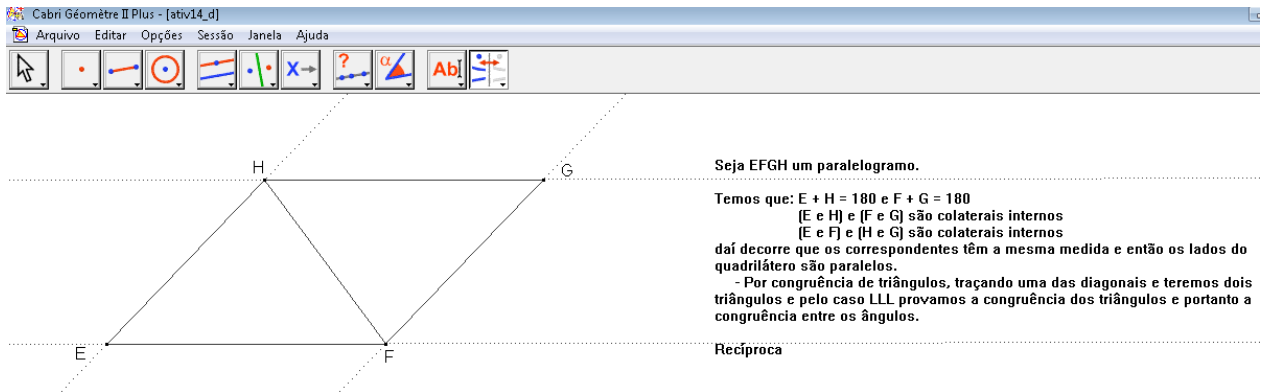 Cabri Géomètre II Plus - [ativ14_d]
Arquivo Editar Opções Sessão Janela Ajuda
X ? α Ab
H G
Seja EFGH um paralelogramo.
Temos que: E + H = 180 e F + G = 180
(E e H) e (F e G) são colaterais internos
(E e F) e (H e G) são colaterais internos
daí decorre que os correspondentes têm a mesma medida e então os lados do
quadrilátero são paralelos.
- Por congruência de triângulos, traçando uma das diagonais e teremos dois
triângulos e pelo caso LLL provamos a congruência dos triângulos e portanto a
congruência entre os ângulos.
Recíproca
E F